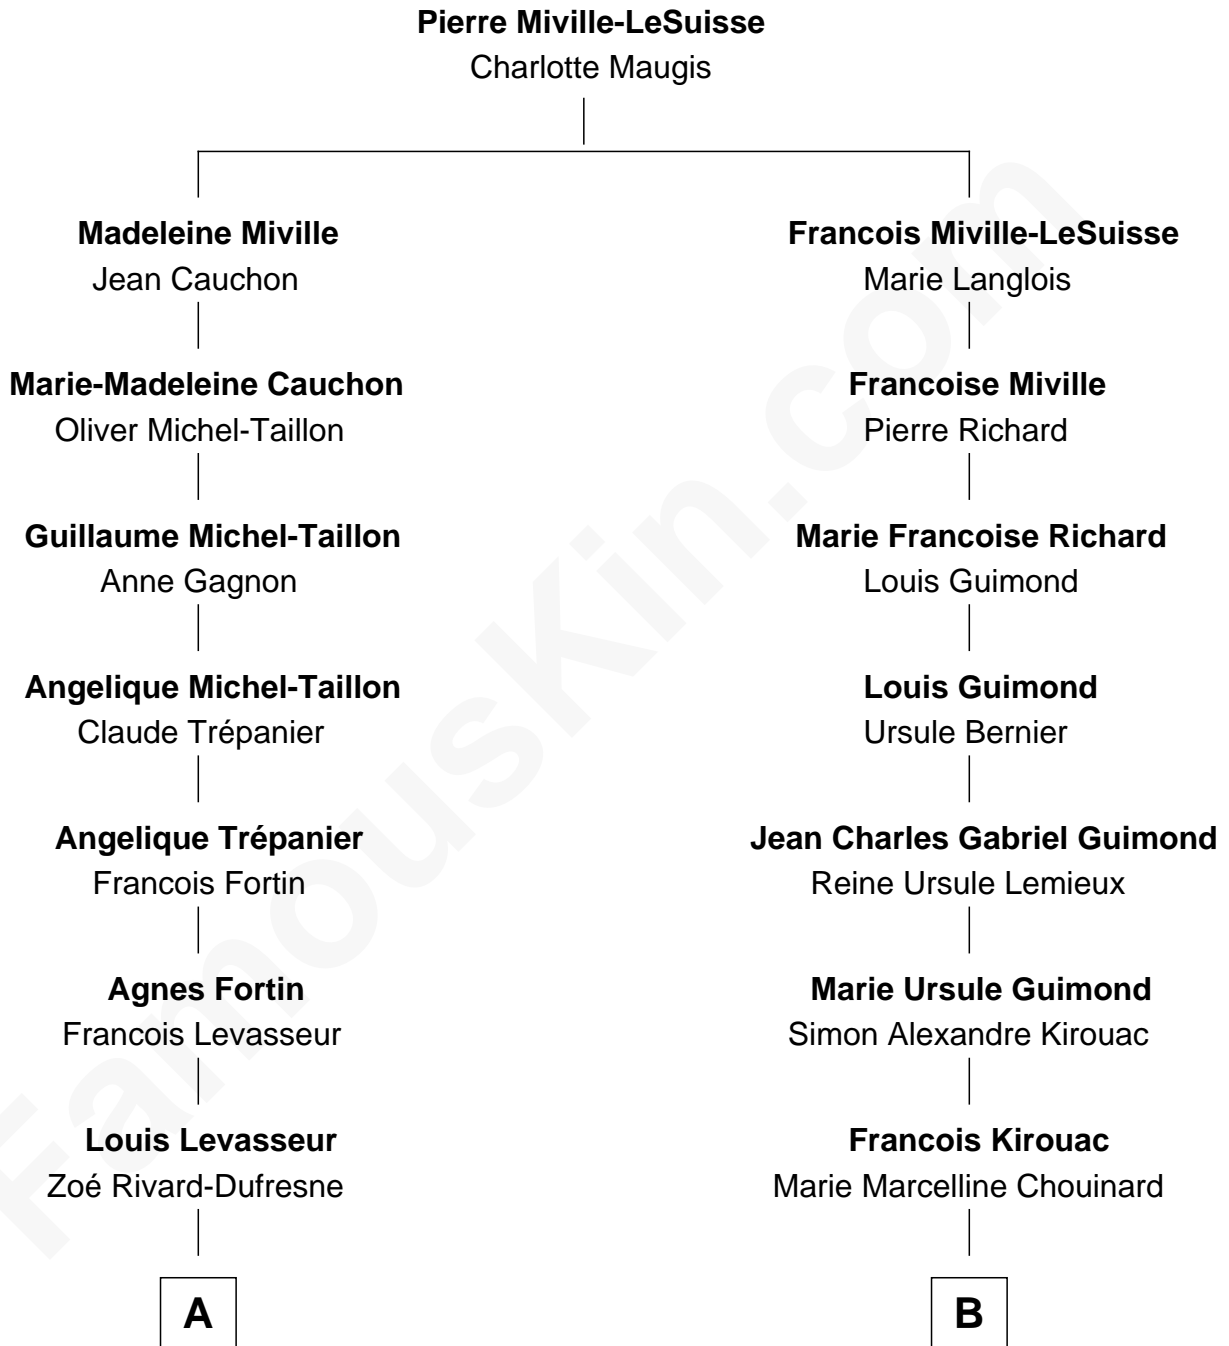 Pierre Miville-LeSuisse
Charlotte Maugis
Madeleine Miville
Jean Cauchon
Marie-Madeleine Cauchon
Oliver Michel-Taillon
Guillaume Michel-Taillon
Anne Gagnon
Angelique Michel-Taillon
Claude Trépanier
Angelique Trépanier
Francois Fortin
Agnes Fortin
Francois Levasseur
Louis Levasseur
Zoé Rivard-Dufresne
A
Francois Miville-LeSuisse
Marie Langlois
Francoise Miville
Pierre Richard
Marie Francoise Richard
Louis Guimond
Louis Guimond
Ursule Bernier
Jean Charles Gabriel Guimond
Reine Ursule Lemieux
Marie Ursule Guimond
Simon Alexandre Kirouac
Francois Kirouac
Marie Marcelline Chouinard
B
FamousKin.com